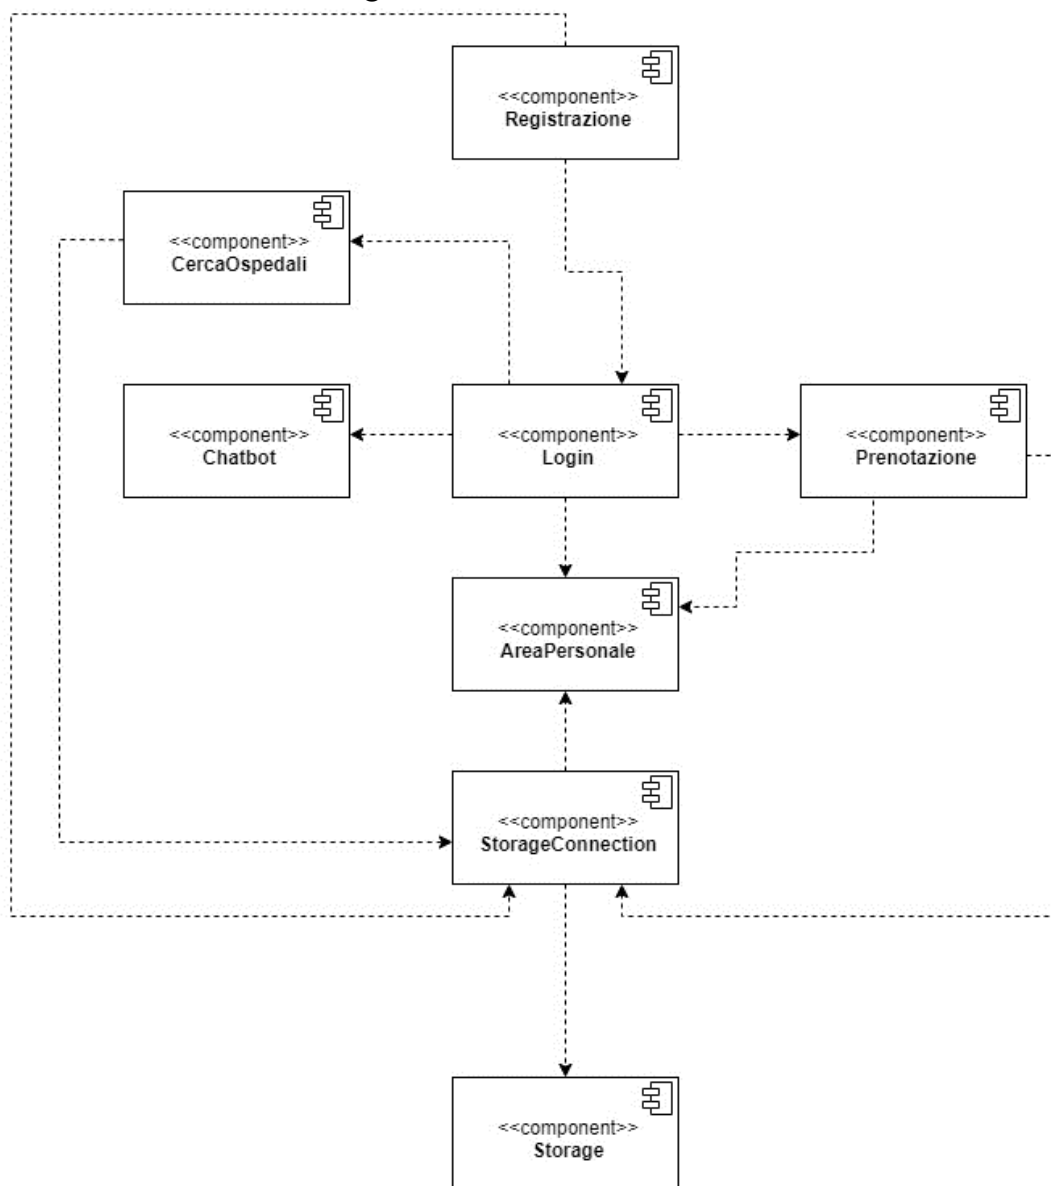 <<component>>
Registrazione
<<component>>
CercaOspedali
<<component>>
Chatbot
<<component>>
Login
<<component>>
Prenotazione
<<component>>
AreaPersonale
<<component>>
StorageConnection
<<component>>
Storage